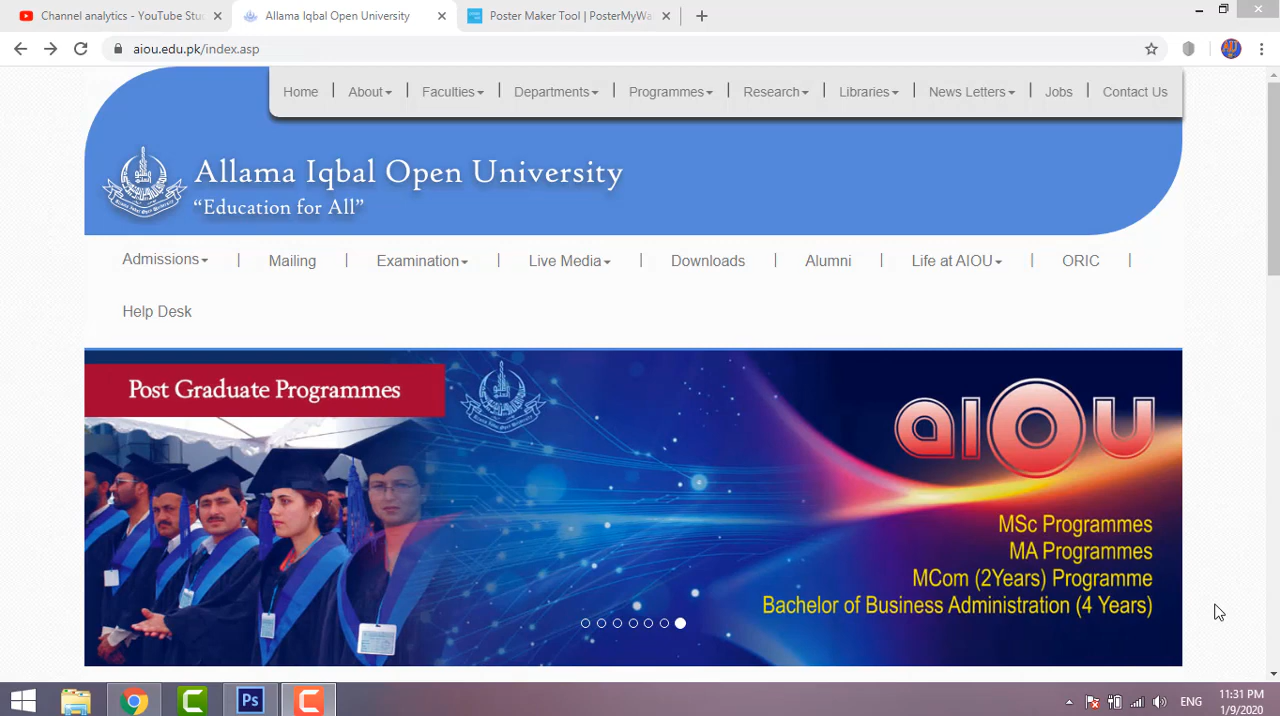 Channel analytics - YouTube Stu
Allama Iqbal Open University
Poster Maker Tool | PosterMyWa
aiou.edu.pk/index.asp
Home About Faculties Departments Programmes Research Libraries News Letters Jobs Contact Us
Allama Iqbal Open University
“Education for All”
Admissions Mailing Examination Live Media Downloads Alumni Life at AIOU ORIC
Help Desk
Post Graduate Programmes
aIOU
MSc Programmes
MA Programmes
MCom (2Years) Programme
Bachelor of Business Administration (4 Years)
Ps
ENG
11:31 PM
1/9/2020